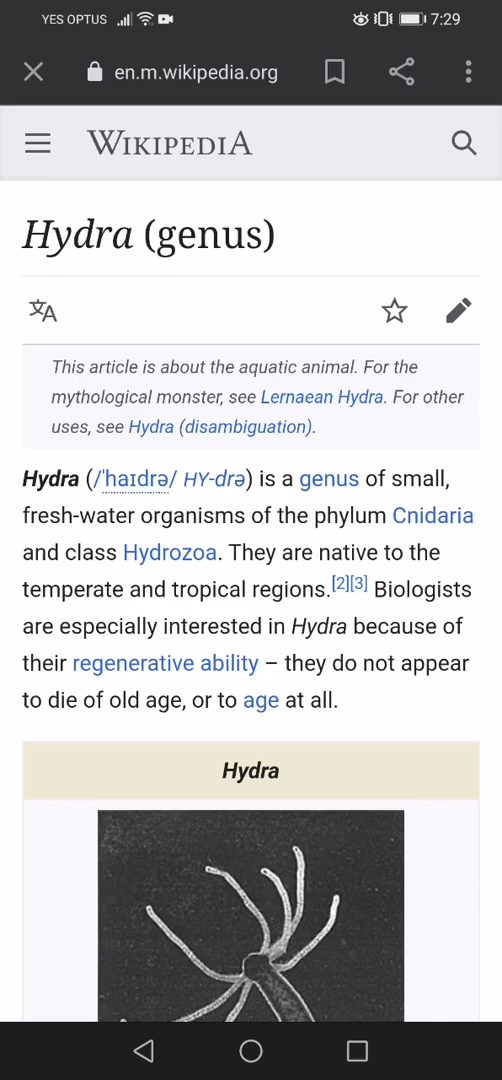 YES OPTUS 7:29
en.m.wikipedia.org
WIKIPEDIA
Hydra (genus)
This article is about the aquatic animal. For the
mythological monster, see Lernaean Hydra. For other
uses, see Hydra (disambiguation).
Hydra (/ˈhaɪdrə/ HY-drə) is a genus of small,
fresh-water organisms of the phylum Cnidaria
and class Hydrozoa. They are native to the
temperate and tropical regions.[2][3] Biologists
are especially interested in Hydra because of
their regenerative ability – they do not appear
to die of old age, or to age at all.
Hydra